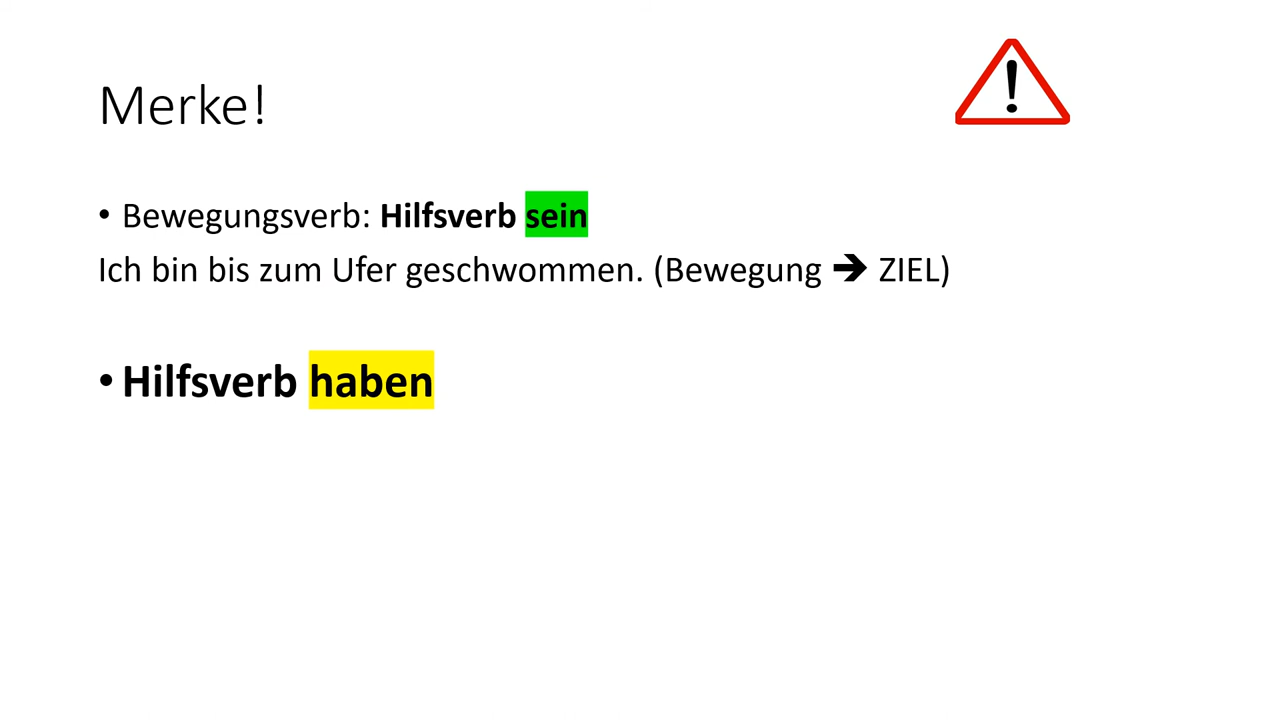 Merke!
• Bewegungsverb: Hilfsverb sein
Ich bin bis zum Ufer geschwommen. (Bewegung ➔ ZIEL)
• Hilfsverb haben